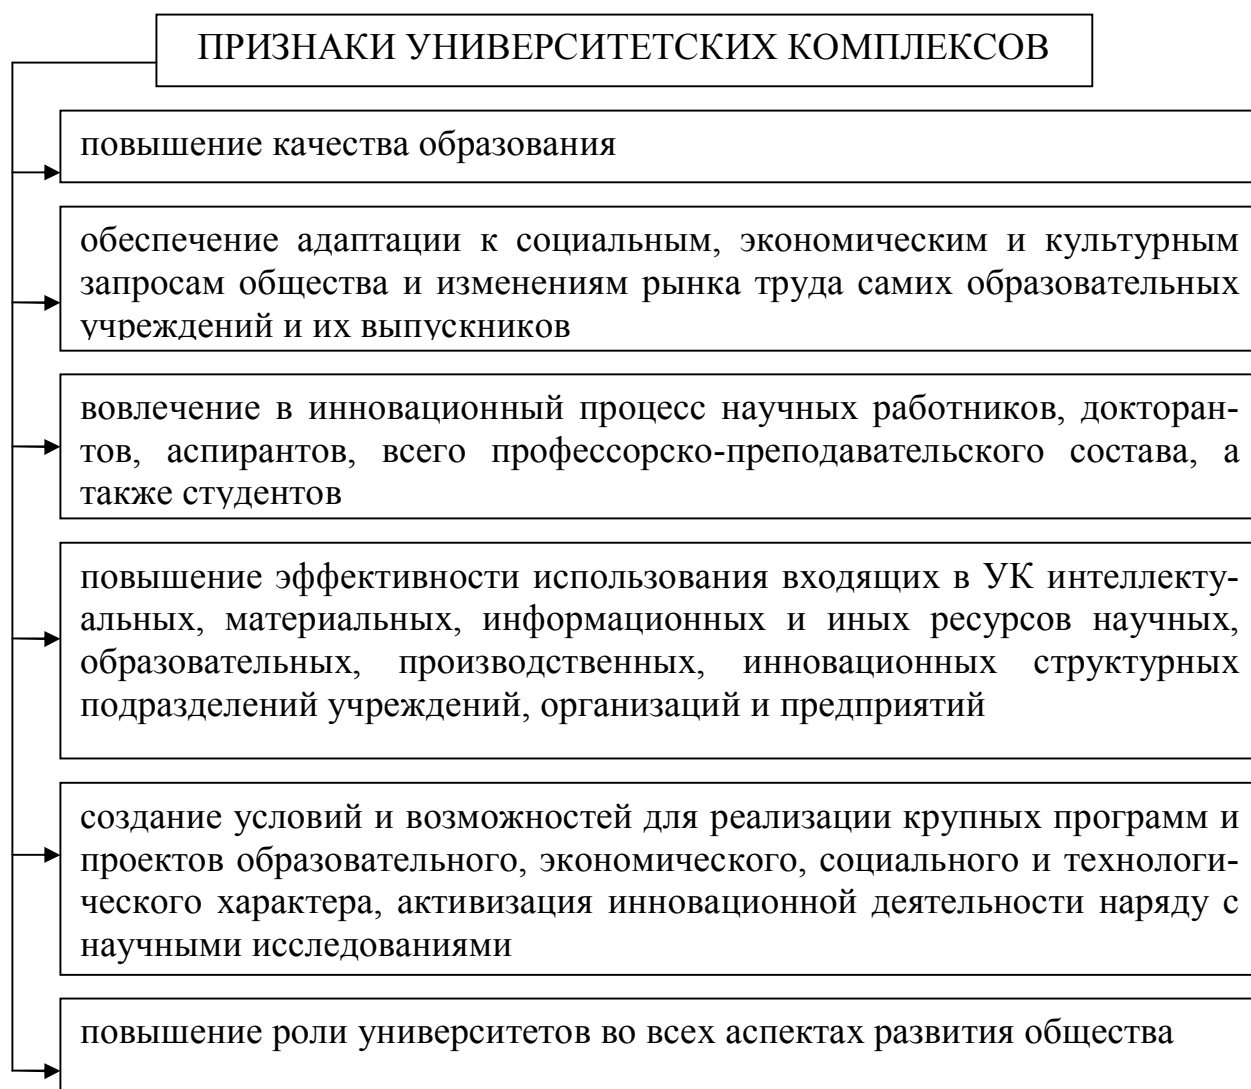 ПРИЗНАКИ УНИВЕРСИТЕТСКИХ КОМПЛЕКСОВ
повышение качества образования
обеспечение адаптации к социальным, экономическим и культурным
запросам общества и изменениям рынка труда самих образовательных
учреждений и их выпускников
вовлечение в инновационный процесс научных работников, докторан-
тов, аспирантов, всего профессорско-преподавательского состава, а
также студентов
повышение эффективности использования входящих в УК интеллекту-
альных, материальных, информационных и иных ресурсов научных,
образовательных, производственных, инновационных структурных
подразделений учреждений, организаций и предприятий
создание условий и возможностей для реализации крупных программ и
проектов образовательного, экономического, социального и технологи-
ческого характера, активизация инновационной деятельности наряду с
научными исследованиями
повышение роли университетов во всех аспектах развития общества